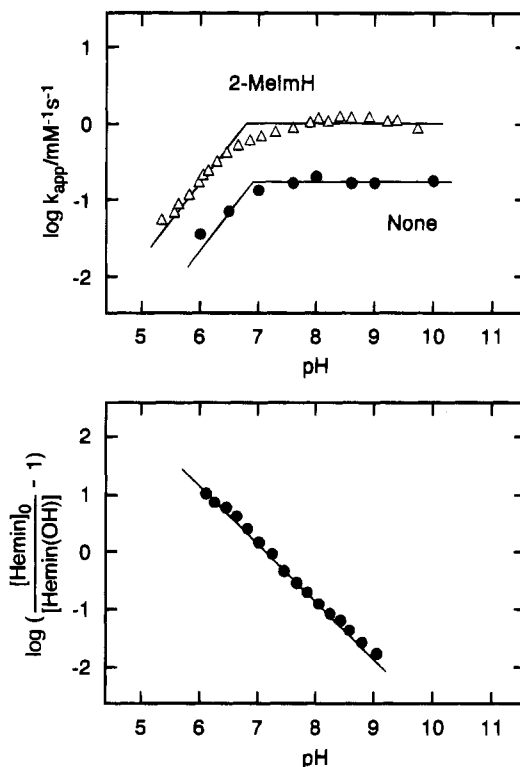 1
0
-1
-2
log k_app/mM⁻¹s⁻¹
2-MeImH
None
5 6 7 8 9 10 11
pH
2
1
0
-1
-2
log ( [Hemin]₀ / [Hemin(OH)] - 1)
5 6 7 8 9 10 11
pH